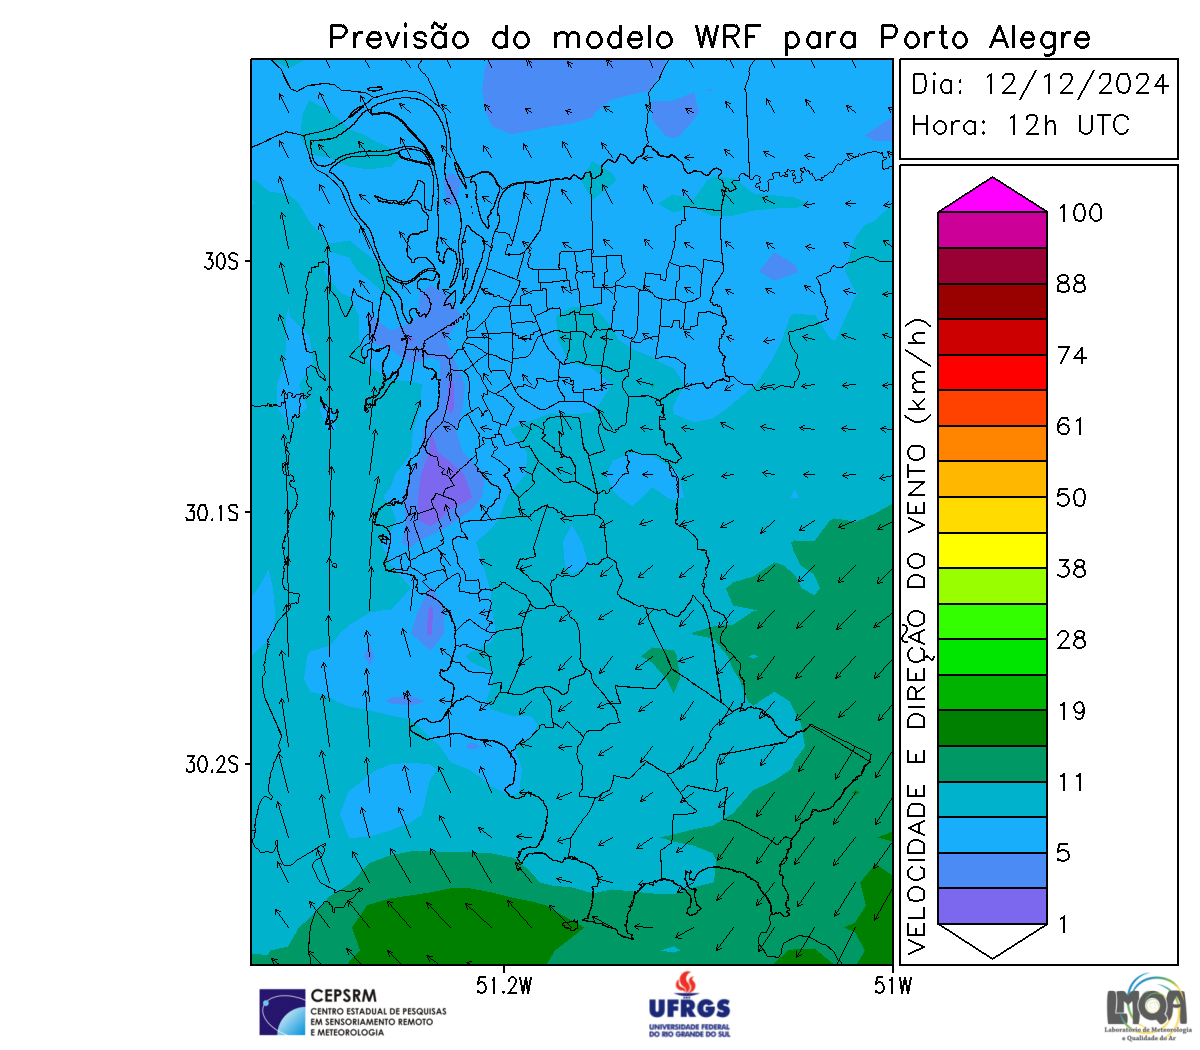 Previsão do modelo WRF para Porto Alegre
Dia: 12/12/2024
Hora: 12h UTC
30S
30.1S
30.2S
51.2W
51W
VELOCIDADE E DIREÇÃO DO VENTO (km/h)
100
88
74
61
50
38
28
19
11
5
1
CEPSRM
CENTRO ESTADUAL DE PESQUISAS
EM SENSORIAMENTO REMOTO
E METEOROLOGIA
UFRGS
UNIVERSIDADE FEDERAL
DO RIO GRANDE DO SUL
LMQA
Laboratório de Meteorologia
e Qualidade do Ar